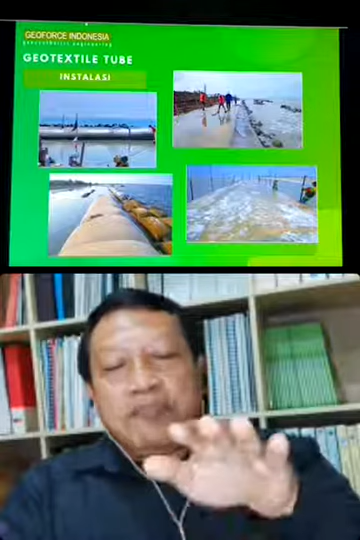 GEOFORCE INDONESIA
geosynthetic engineering
GEOTEXTILE TUBE
INSTALASI